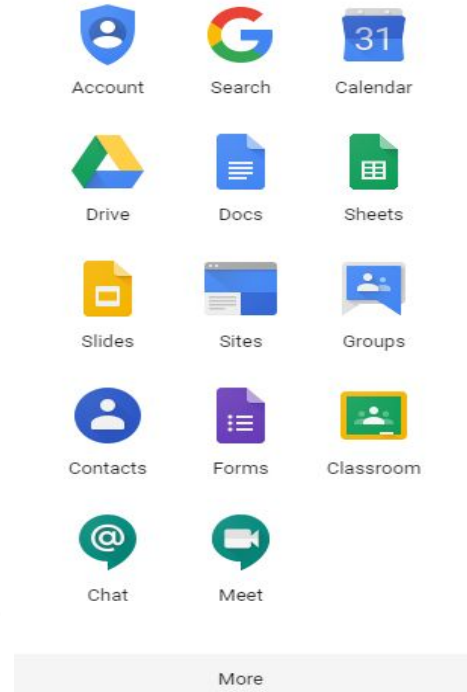 31
Account Search Calendar
Drive Docs Sheets
Slides Sites Groups
Contacts Forms Classroom
@
Chat Meet
More